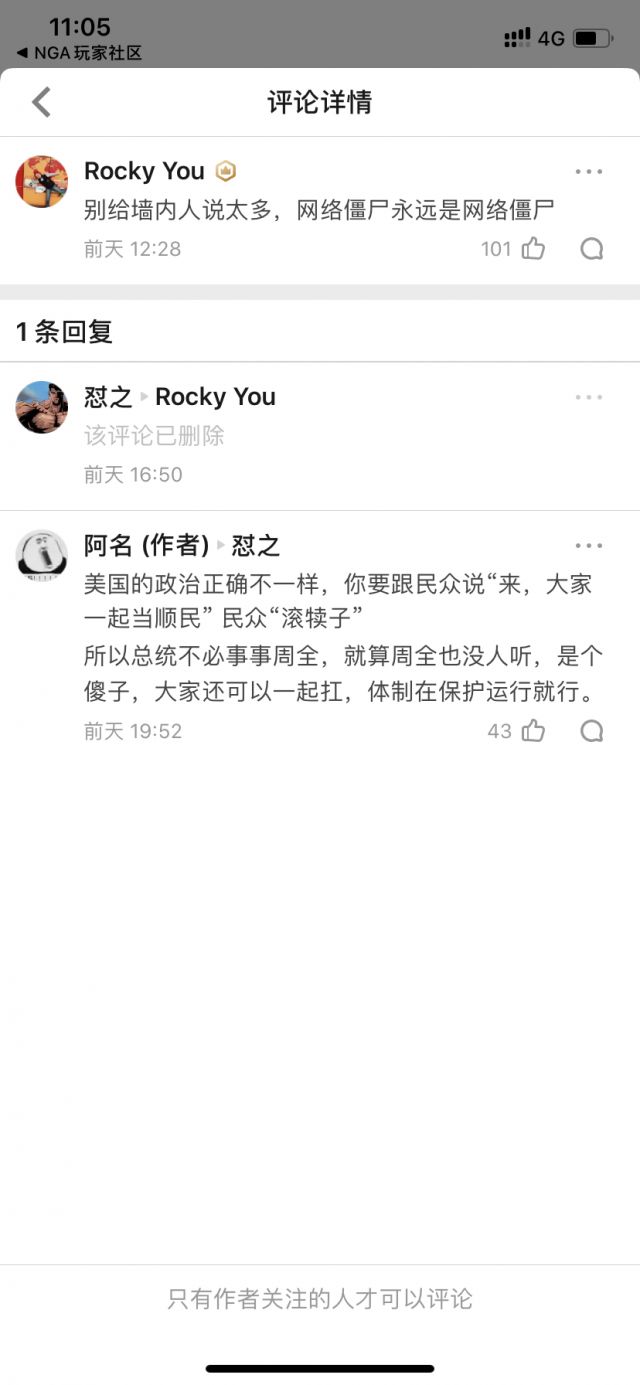 11:05
4G
◀ NGA玩家社区
评论详情
Rocky You
别给墙内人说太多，网络僵尸永远是网络僵尸
前天 12:28
101
1 条回复
怼之 ▸ Rocky You
该评论已删除
前天 16:50
阿名 (作者) ▸ 怼之
美国的政治正确不一样，你要跟民众说“来，大家
一起当顺民” 民众“滚犊子”
所以总统不必事事周全，就算周全也没人听，是个
傻子，大家还可以一起扛，体制在保护运行就行。
前天 19:52
43
只有作者关注的人才可以评论